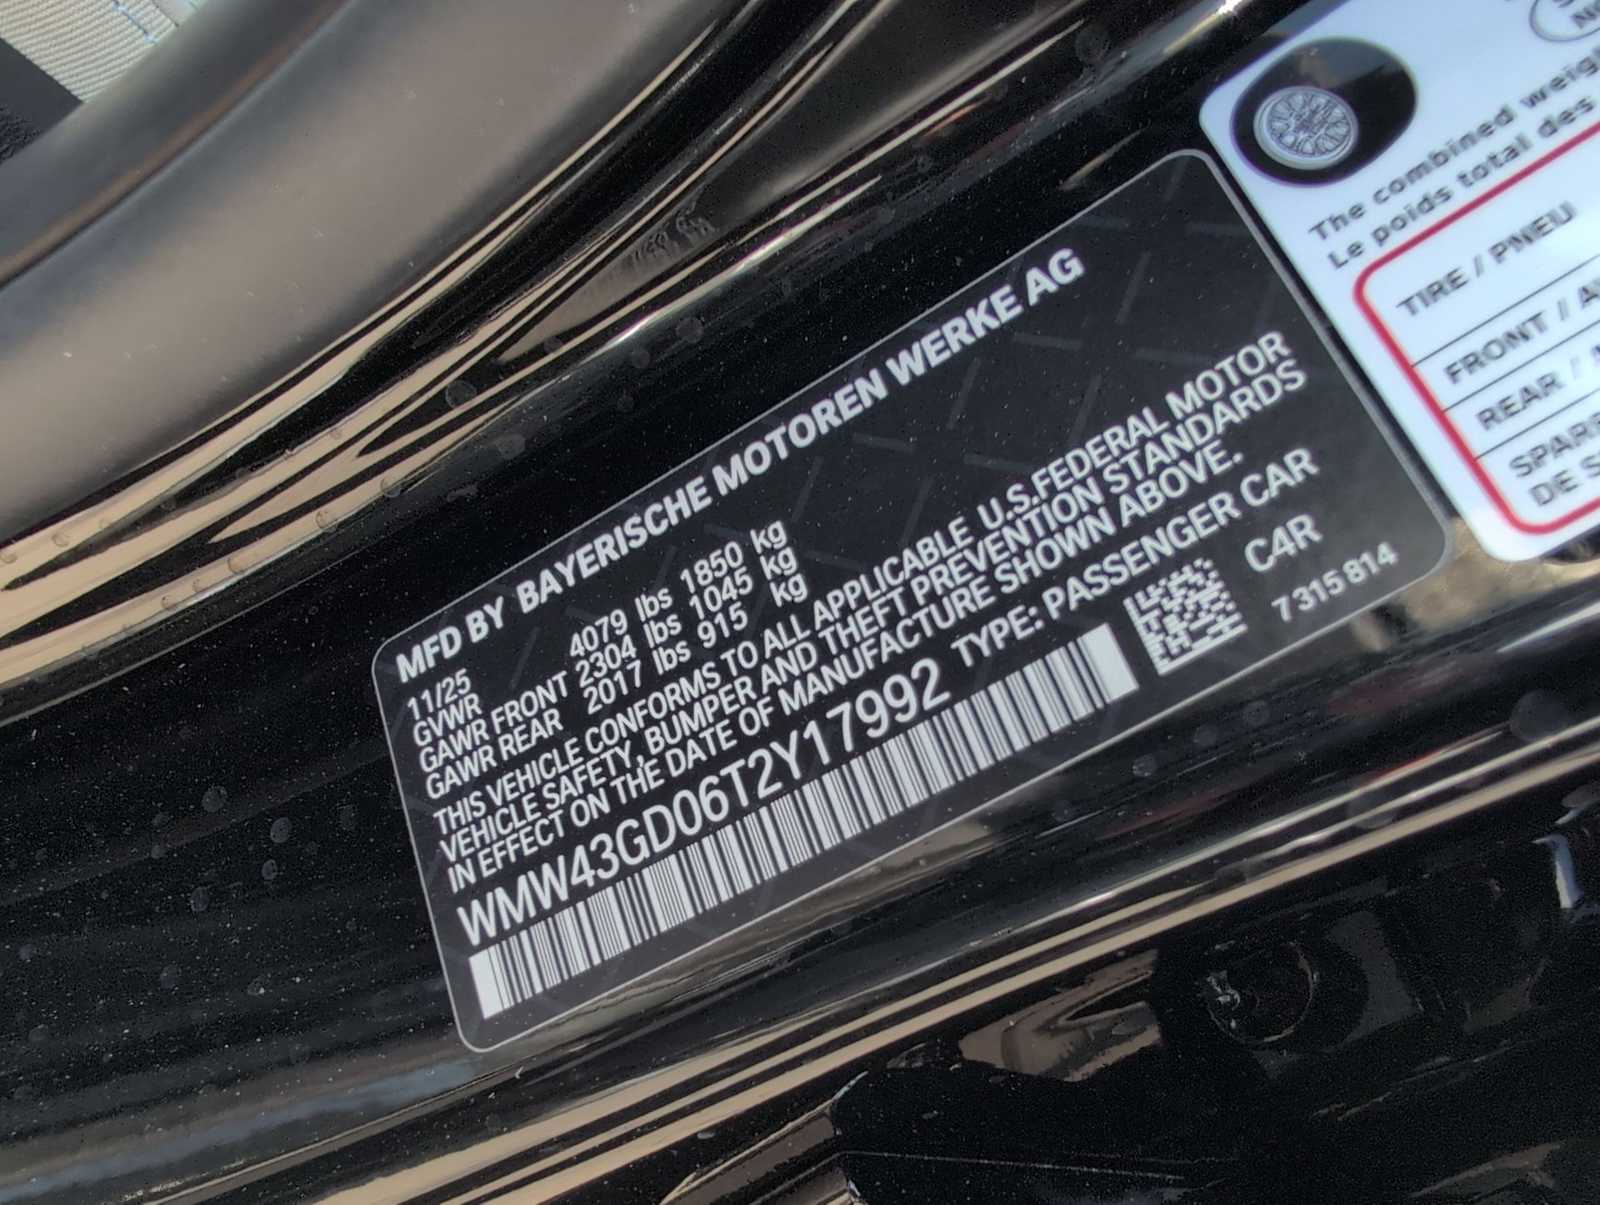 MFD BY BAYERISCHE MOTOREN WERKE AG
11/25
GVWR 4079 lbs 1850 kg
GAWR FRONT 2304 lbs 1045 kg
GAWR REAR 2017 lbs 915 kg
THIS VEHICLE CONFORMS TO ALL APPLICABLE U.S.FEDERAL MOTOR
VEHICLE SAFETY, BUMPER AND THEFT PREVENTION STANDARDS
IN EFFECT ON THE DATE OF MANUFACTURE SHOWN ABOVE.
WMW43GD06T2Y17992 TYPE: PASSENGER CAR
C4R
7 315 814
The combined weigh
Le poids total des
TIRE / PNEU
FRONT / A
REAR /
SPAR
DE S